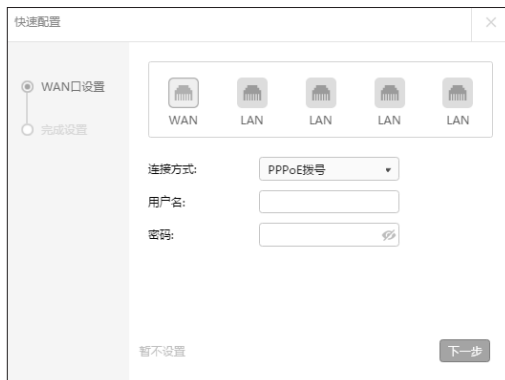 快速配置
WAN口设置
完成设置
WAN LAN LAN LAN LAN
连接方式: PPPoE拨号
用户名:
密码:
暂不设置 下一步